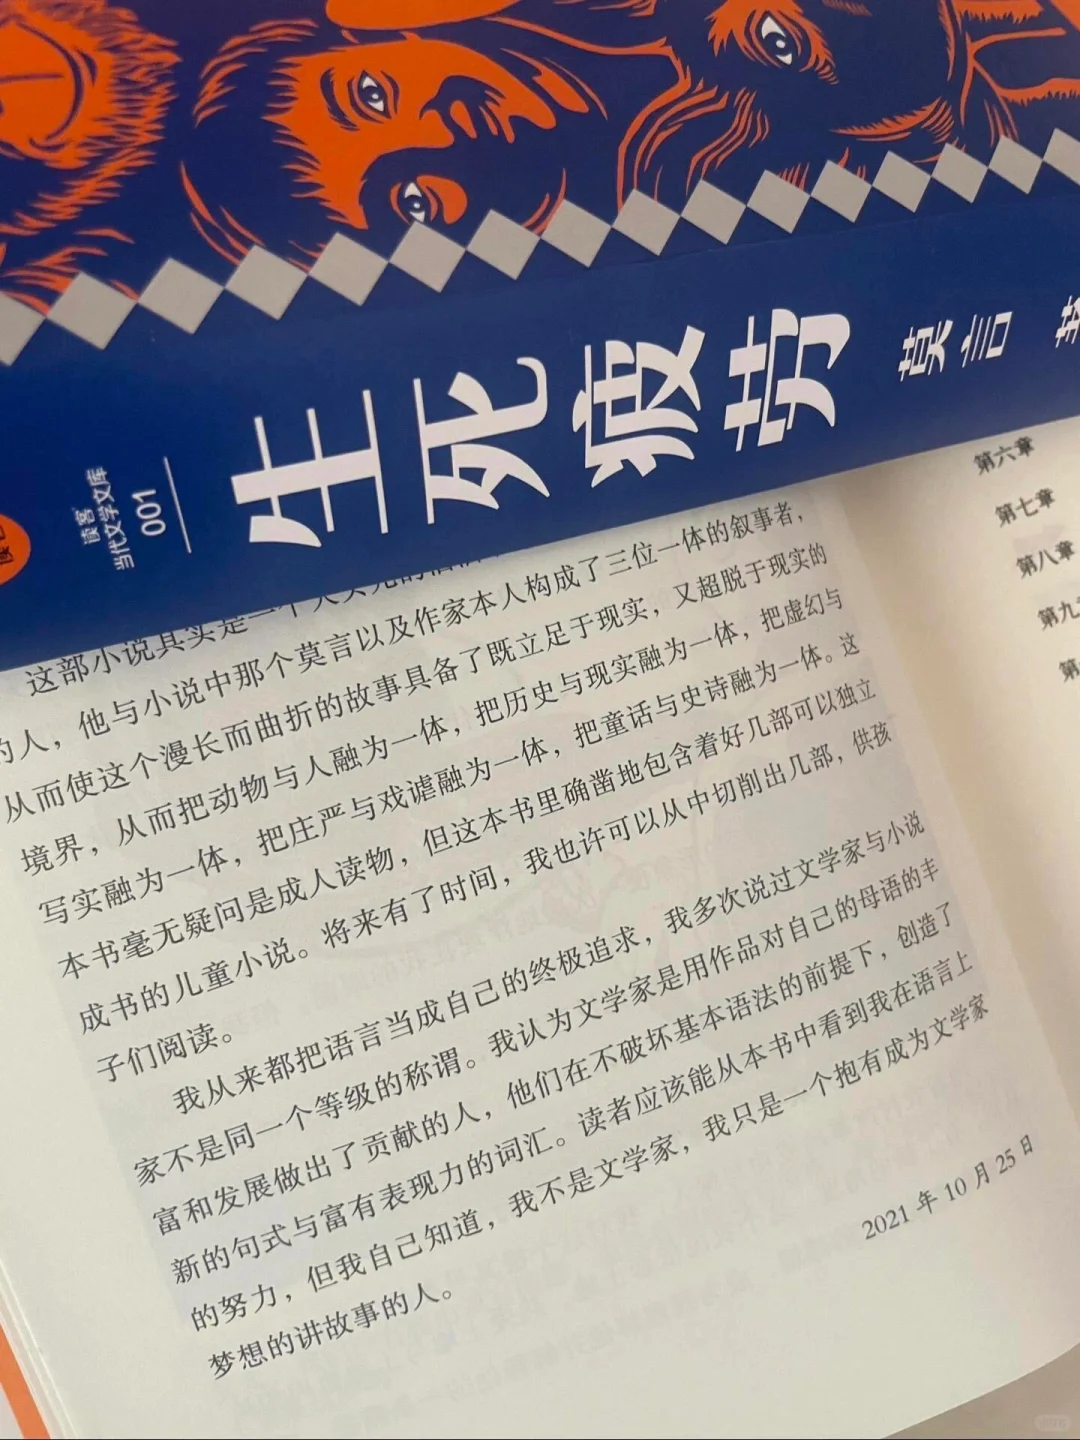 生死疲劳
莫言
读客
当代文学文库
001
这部小说其实是一个大头儿的
的人，他与小说中那个莫言以及作家本人构成了三位一体的叙事者，
从而使这个漫长而曲折的故事具备了既立足于现实，又超脱于现实的
境界，从而把动物与人融为一体，把历史与现实融为一体，把虚幻与
写实融为一体，把庄严与戏谑融为一体，把童话与史诗融为一体。这
本书毫无疑问是成人读物，但这本书里确凿地包含着好几部可以独立
成书的儿童小说。将来有了时间，我也许可以从中切削出几部，供孩
子们阅读。
我从来都把语言当成自己的终极追求，我多次说过文学家与小说
家不是同一个等级的称谓。我认为文学家是用作品对自己的母语的丰
富和发展做出了贡献的人，他们在不破坏基本语法的前提下，创造了
新的句式与富有表现力的词汇。读者应该能从本书中看到我在语言上
的努力，但我自己知道，我不是文学家，我只是一个抱有成为文学家
梦想的讲故事的人。
2021 年 10 月 25 日
第六章
第七章
第八章
第九
第